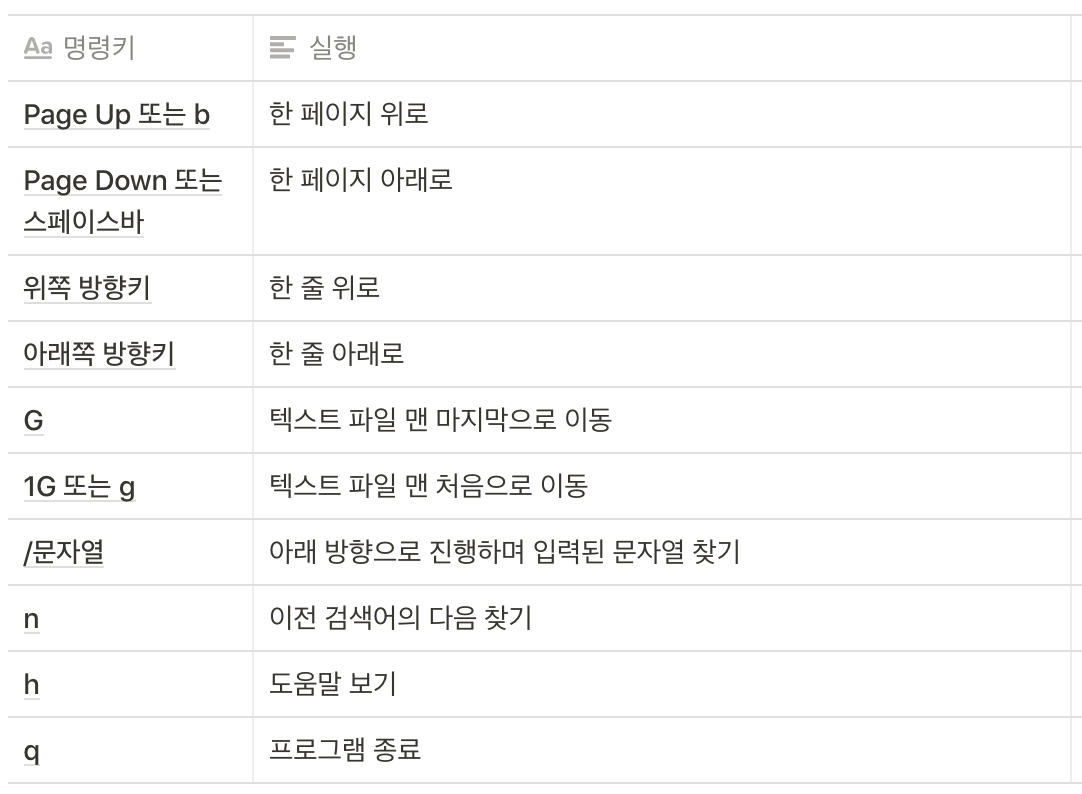 Aa 명령키 실행
Page Up 또는 b 한 페이지 위로
Page Down 또는 한 페이지 아래로
스페이스바
위쪽 방향키 한 줄 위로
아래쪽 방향키 한 줄 아래로
G 텍스트 파일 맨 마지막으로 이동
1G 또는 g 텍스트 파일 맨 처음으로 이동
/문자열 아래 방향으로 진행하며 입력된 문자열 찾기
n 이전 검색어의 다음 찾기
h 도움말 보기
q 프로그램 종료